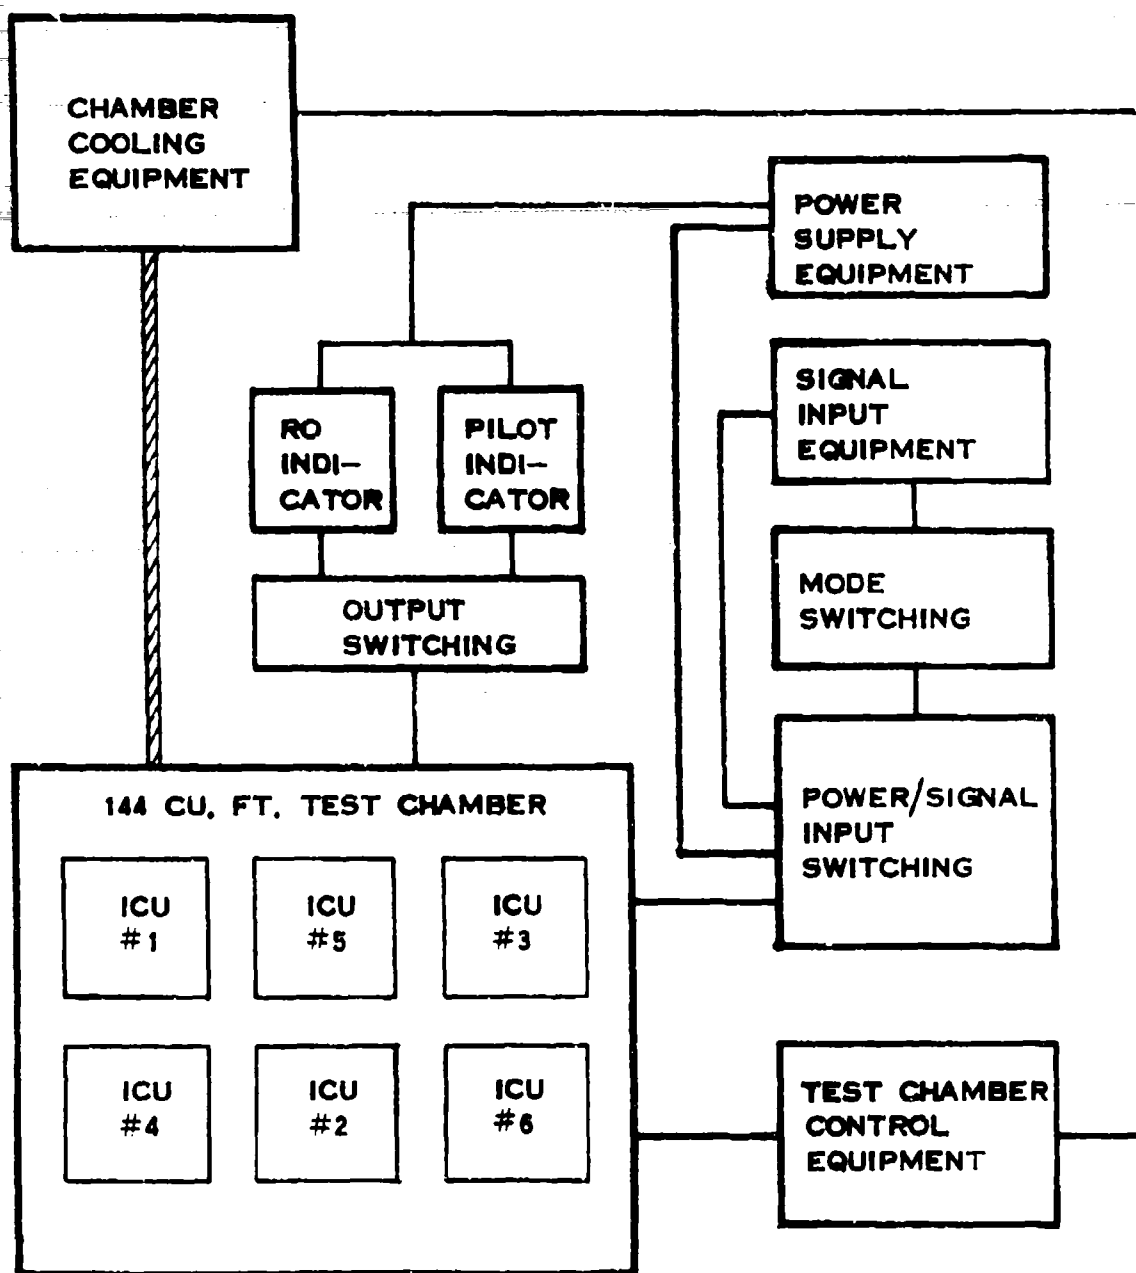 CHAMBER
COOLING
EQUIPMENT
POWER
SUPPLY
EQUIPMENT
SIGNAL
INPUT
EQUIPMENT
RO
INDI-
CATOR
PILOT
INDI-
CATOR
MODE
SWITCHING
OUTPUT
SWITCHING
POWER/SIGNAL
INPUT
SWITCHING
144 CU. FT. TEST CHAMBER
ICU
#1
ICU
#5
ICU
#3
ICU
#4
ICU
#2
ICU
#6
TEST CHAMBER
CONTROL
EQUIPMENT